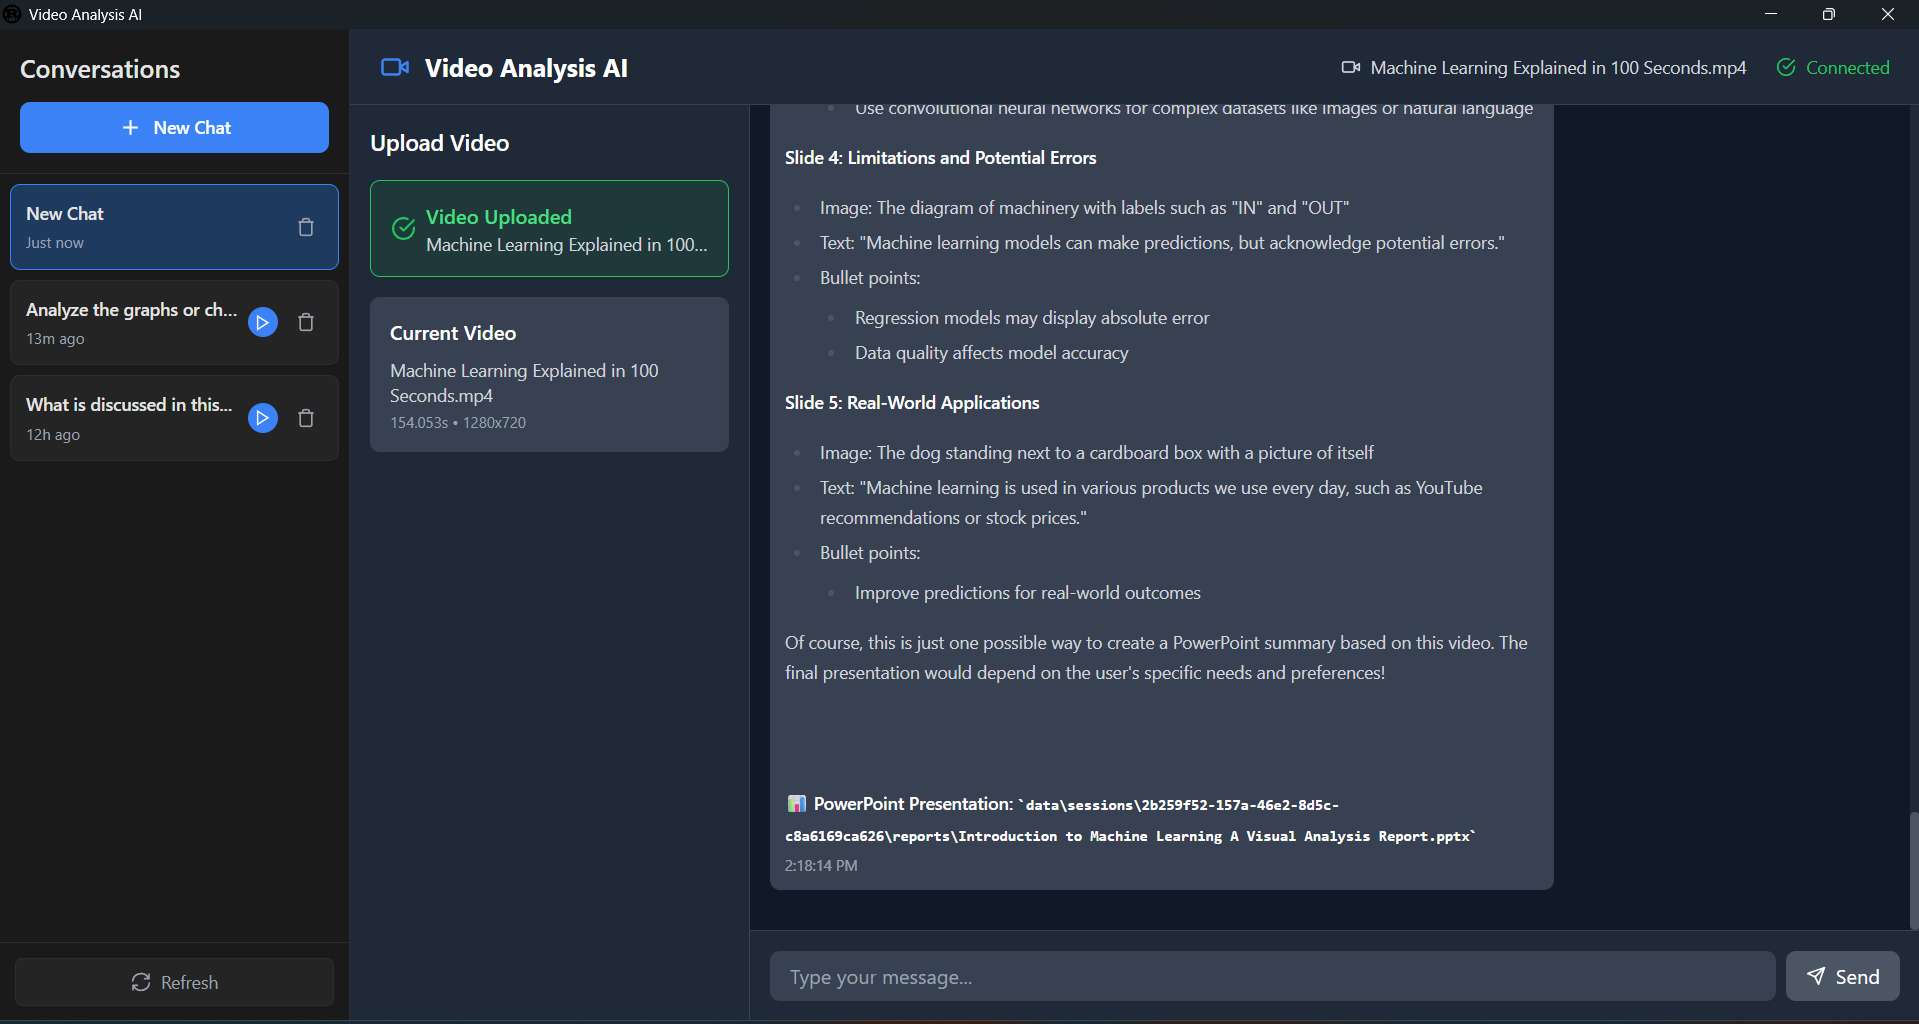 Video Analysis AI
Conversations
+ New Chat
New Chat
Just now
Analyze the graphs or ch...
13m ago
What is discussed in this...
12h ago
Refresh
Video Analysis AI
Machine Learning Explained in 100 Seconds.mp4
Connected
Upload Video
Video Uploaded
Machine Learning Explained in 100...
Current Video
Machine Learning Explained in 100
Seconds.mp4
154.053s • 1280x720
Use convolutional neural networks for complex datasets like images or natural language
Slide 4: Limitations and Potential Errors
Image: The diagram of machinery with labels such as "IN" and "OUT"
Text: "Machine learning models can make predictions, but acknowledge potential errors."
Bullet points:
Regression models may display absolute error
Data quality affects model accuracy
Slide 5: Real-World Applications
Image: The dog standing next to a cardboard box with a picture of itself
Text: "Machine learning is used in various products we use every day, such as YouTube
recommendations or stock prices."
Bullet points:
Improve predictions for real-world outcomes
Of course, this is just one possible way to create a PowerPoint summary based on this video. The
final presentation would depend on the user's specific needs and preferences!
📊 PowerPoint Presentation: `data\sessions\2b259f52-157a-46e2-8d5c-
c8a6169ca626\reports\Introduction to Machine Learning A Visual Analysis Report.pptx`
2:18:14 PM
Type your message...
Send